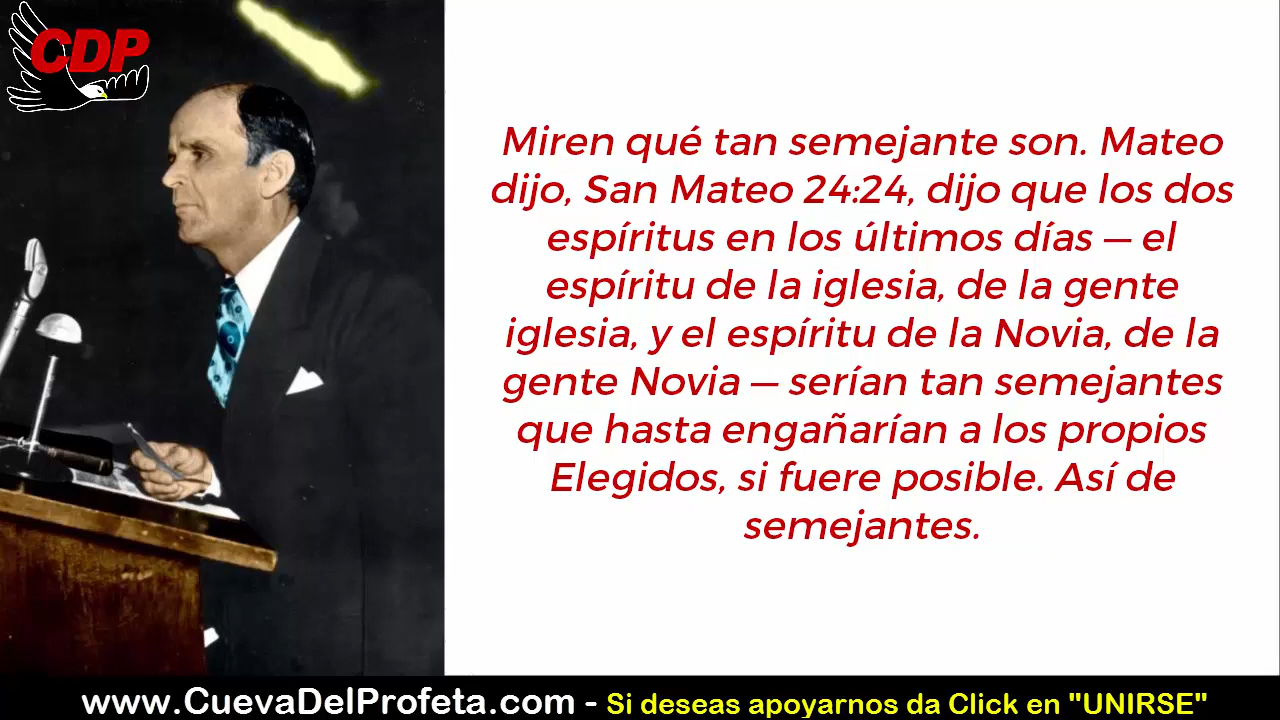 CDP
Miren qué tan semejante son. Mateo
dijo, San Mateo 24:24, dijo que los dos
espíritus en los últimos días — el
espíritu de la iglesia, de la gente
iglesia, y el espíritu de la Novia, de la
gente Novia — serían tan semejantes
que hasta engañarían a los propios
Elegidos, si fuere posible. Así de
semejantes.
www.CuevaDelProfeta.com - Si deseas apoyarnos da Click en "UNIRSE"